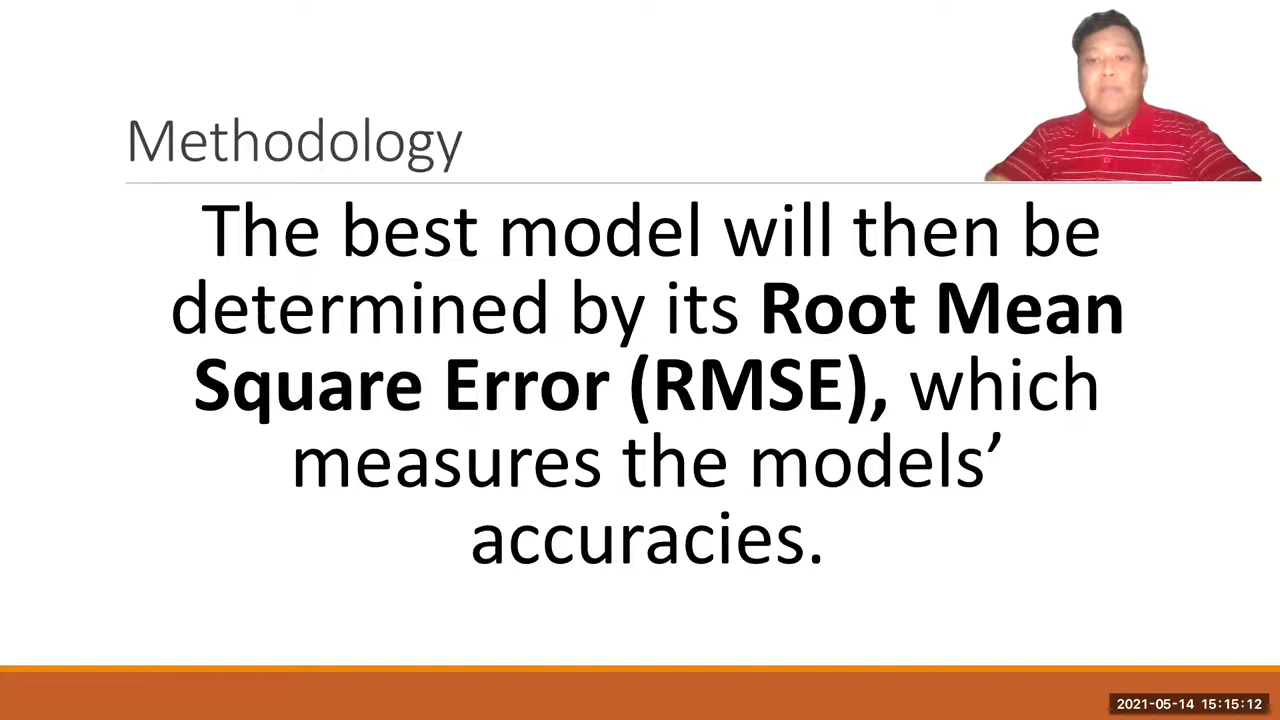 Methodology
The best model will then be
determined by its Root Mean
Square Error (RMSE), which
measures the models’
accuracies.
2021-05-14 15:15:12